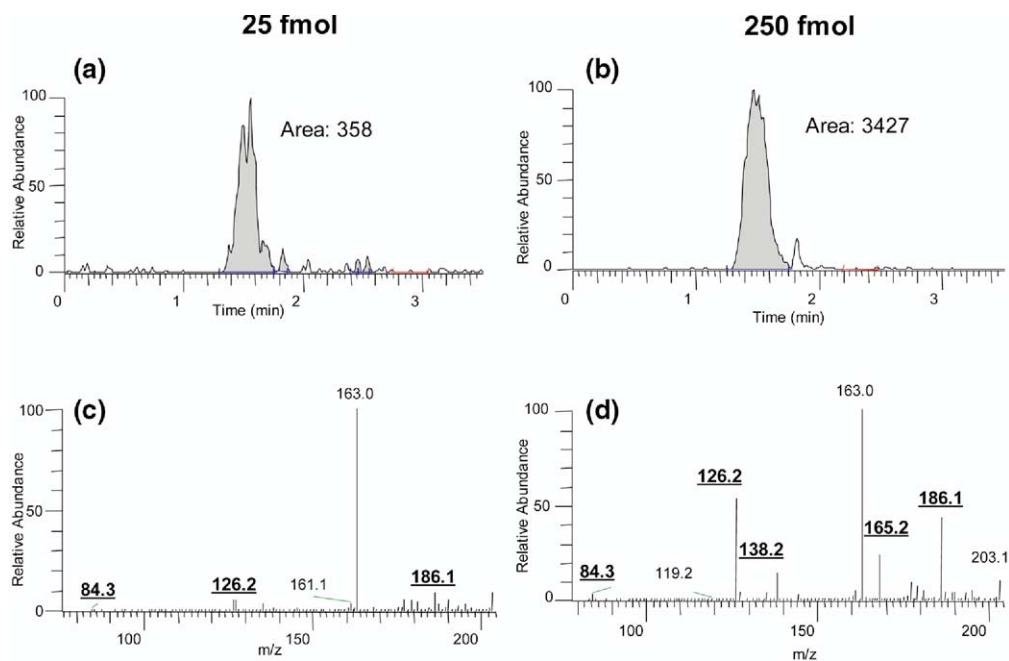 25 fmol
250 fmol
(a)
100
50
0
Relative Abundance
Area: 358
0 1 2 3
Time (min)
(b)
100
50
0
Relative Abundance
Area: 3427
0 1 2 3
Time (min)
(c)
100
50
0
Relative Abundance
163.0
84.3
126.2
161.1
186.1
100 150 200
m/z
(d)
100
50
0
Relative Abundance
163.0
126.2
186.1
165.2
138.2
203.1
84.3
119.2
100 150 200
m/z